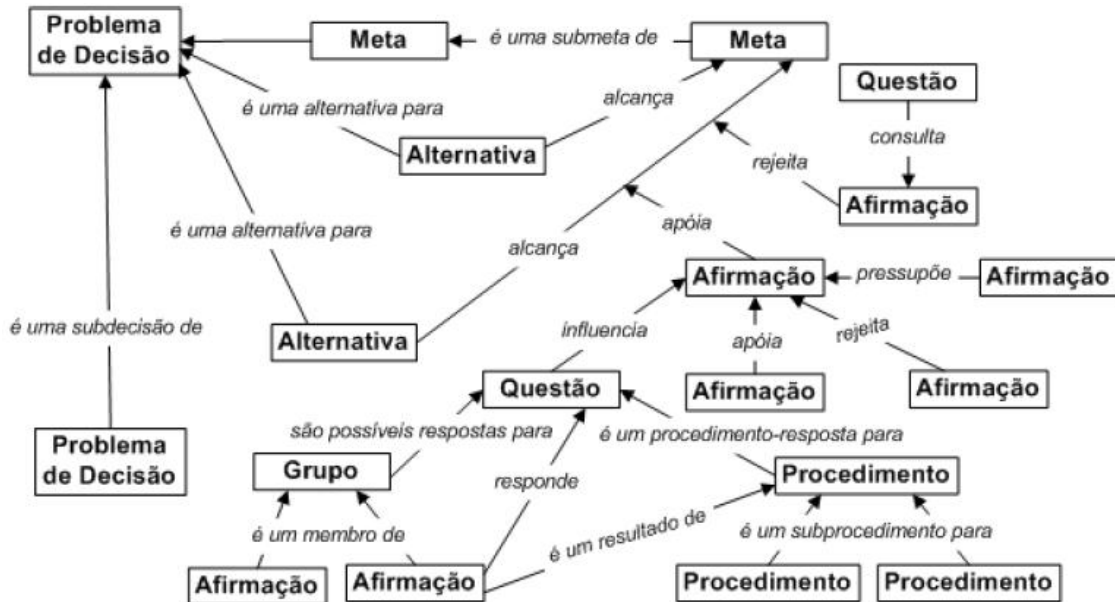 Problema
de Decisão
Meta
é uma submeta de
Meta
Questão
é uma alternativa para
alcança
consulta
Alternativa
rejeita
Afirmação
é uma alternativa para
alcança
apóia
Afirmação
pressupõe
Afirmação
é uma subdecisão de
Alternativa
influencia
apóia
rejeita
Questão
Afirmação
Afirmação
são possíveis respostas para
é um procedimento-resposta para
Problema
de Decisão
Grupo
responde
Procedimento
é um membro de
é um resultado de
é um subprocedimento para
Afirmação
Afirmação
Procedimento
Procedimento